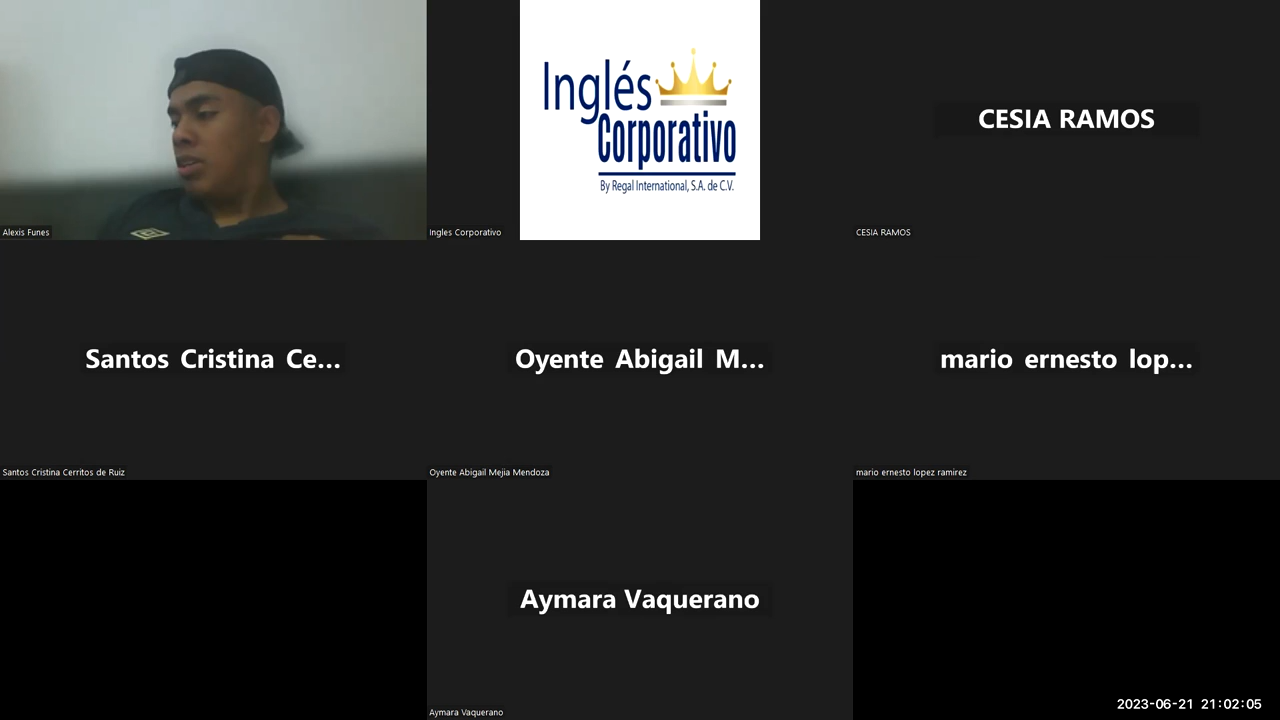 Inglés
Corporativo
By Regal International, S.A. de C.V.
CESIA RAMOS
Alexis Funes
Ingles Corporativo
CESIA RAMOS
Santos Cristina Ce...
Oyente Abigail M...
mario ernesto lop...
Santos Cristina Cerritos de Ruiz
Oyente Abigail Mejia Mendoza
mario ernesto lopez ramirez
Aymara Vaquerano
Aymara Vaquerano
2023-06-21 21:02:05